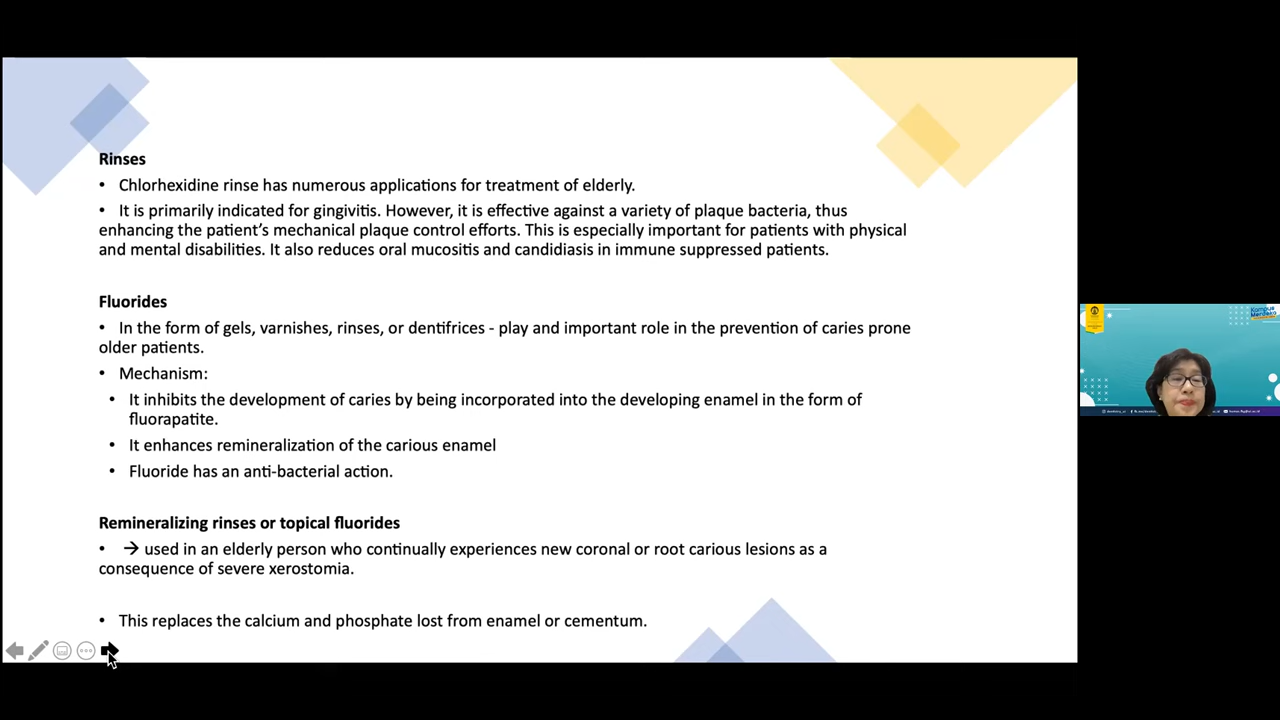 Rinses
• Chlorhexidine rinse has numerous applications for treatment of elderly.
• It is primarily indicated for gingivitis. However, it is effective against a variety of plaque bacteria, thus
enhancing the patient's mechanical plaque control efforts. This is especially important for patients with physical
and mental disabilities. It also reduces oral mucositis and candidiasis in immune suppressed patients.
Fluorides
• In the form of gels, varnishes, rinses, or dentifrices - play and important role in the prevention of caries prone
older patients.
• Mechanism:
• It inhibits the development of caries by being incorporated into the developing enamel in the form of
fluorapatite.
• It enhances remineralization of the carious enamel
• Fluoride has an anti-bacterial action.
Remineralizing rinses or topical fluorides
• → used in an elderly person who continually experiences new coronal or root carious lesions as a
consequence of severe xerostomia.
• This replaces the calcium and phosphate lost from enamel or cementum.
Kampus
Merdeka